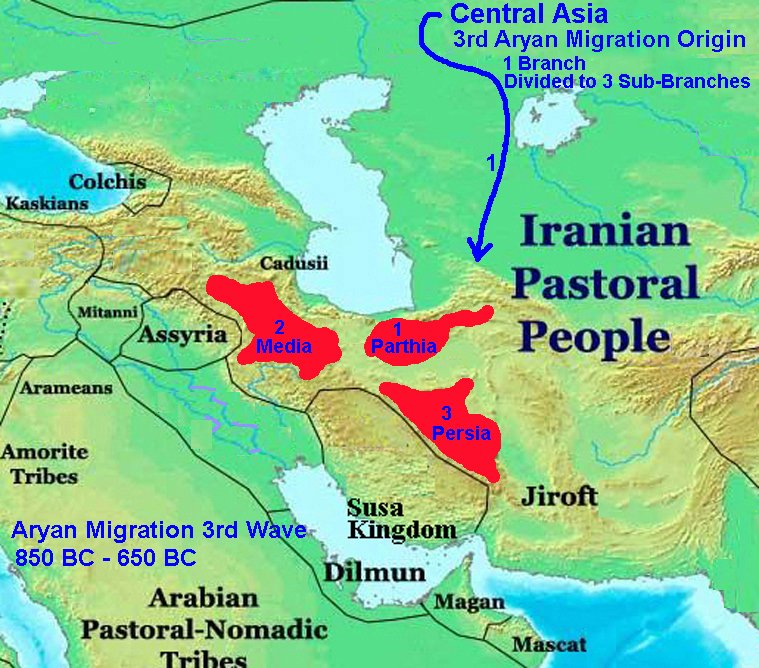 Central Asia
3rd Aryan Migration Origin
1 Branch
Divided to 3 Sub-Branches
1
Colchis
Kaskians
Iranian
Pastoral
People
Cadusii
Mitanni
Assyria
2
Media
1
Parthia
Arameans
3
Persia
Amorite
Tribes
Jiroft
Susa
Kingdom
Aryan Migration 3rd Wave
850 BC - 650 BC
Dilmun
Arabian
Pastoral-Nomadic
Tribes
Magan
Mascat